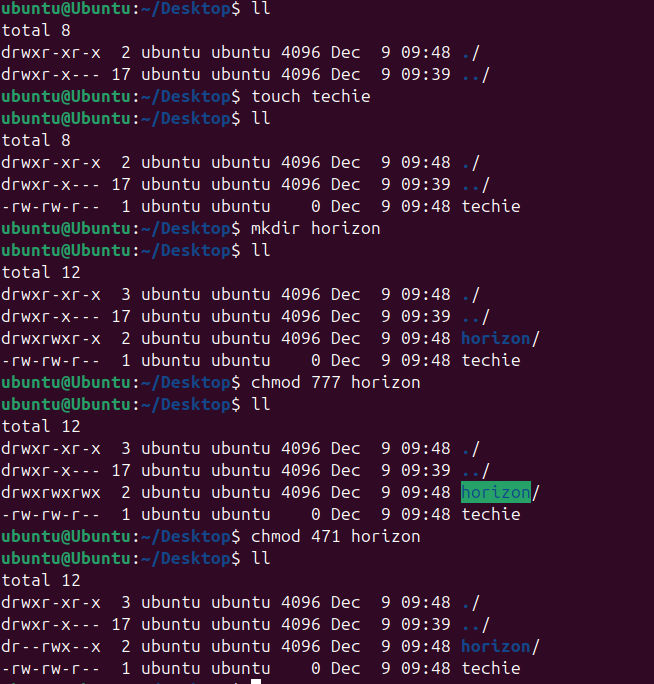 ubuntu@Ubuntu:~/Desktop$ ll
total 8
drwxr-xr-x  2 ubuntu ubuntu 4096 Dec  9 09:48 ./
drwxr-x--- 17 ubuntu ubuntu 4096 Dec  9 09:39 ../
ubuntu@Ubuntu:~/Desktop$ touch techie
ubuntu@Ubuntu:~/Desktop$ ll
total 8
drwxr-xr-x  2 ubuntu ubuntu 4096 Dec  9 09:48 ./
drwxr-x--- 17 ubuntu ubuntu 4096 Dec  9 09:39 ../
-rw-rw-r--  1 ubuntu ubuntu    0 Dec  9 09:48 techie
ubuntu@Ubuntu:~/Desktop$ mkdir horizon
ubuntu@Ubuntu:~/Desktop$ ll
total 12
drwxr-xr-x  3 ubuntu ubuntu 4096 Dec  9 09:48 ./
drwxr-x--- 17 ubuntu ubuntu 4096 Dec  9 09:39 ../
drwxrwxr-x  2 ubuntu ubuntu 4096 Dec  9 09:48 horizon/
-rw-rw-r--  1 ubuntu ubuntu    0 Dec  9 09:48 techie
ubuntu@Ubuntu:~/Desktop$ chmod 777 horizon
ubuntu@Ubuntu:~/Desktop$ ll
total 12
drwxr-xr-x  3 ubuntu ubuntu 4096 Dec  9 09:48 ./
drwxr-x--- 17 ubuntu ubuntu 4096 Dec  9 09:39 ../
drwxrwxrwx  2 ubuntu ubuntu 4096 Dec  9 09:48 horizon/
-rw-rw-r--  1 ubuntu ubuntu    0 Dec  9 09:48 techie
ubuntu@Ubuntu:~/Desktop$ chmod 471 horizon
ubuntu@Ubuntu:~/Desktop$ ll
total 12
drwxr-xr-x  3 ubuntu ubuntu 4096 Dec  9 09:48 ./
drwxr-x--- 17 ubuntu ubuntu 4096 Dec  9 09:39 ../
dr--rwx--x  2 ubuntu ubuntu 4096 Dec  9 09:48 horizon/
-rw-rw-r--  1 ubuntu ubuntu    0 Dec  9 09:48 techie